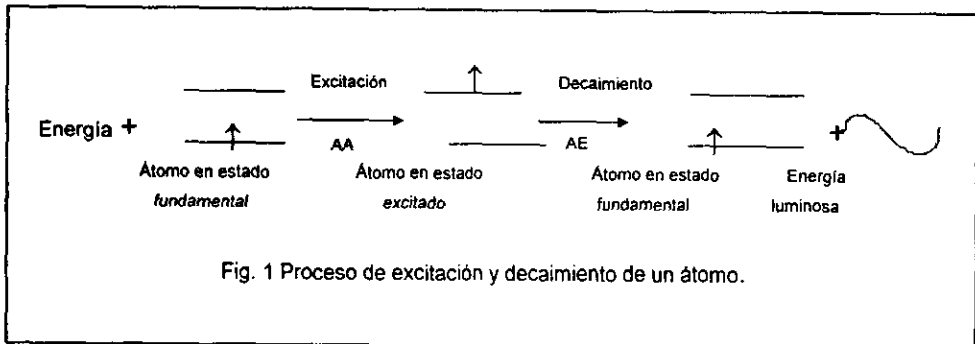 Excitación Decaimiento
Energía + AA AE +
Átomo en estado Átomo en estado Átomo en estado Energía
fundamental excitado fundamental luminosa
Fig. 1 Proceso de excitación y decaimiento de un átomo.